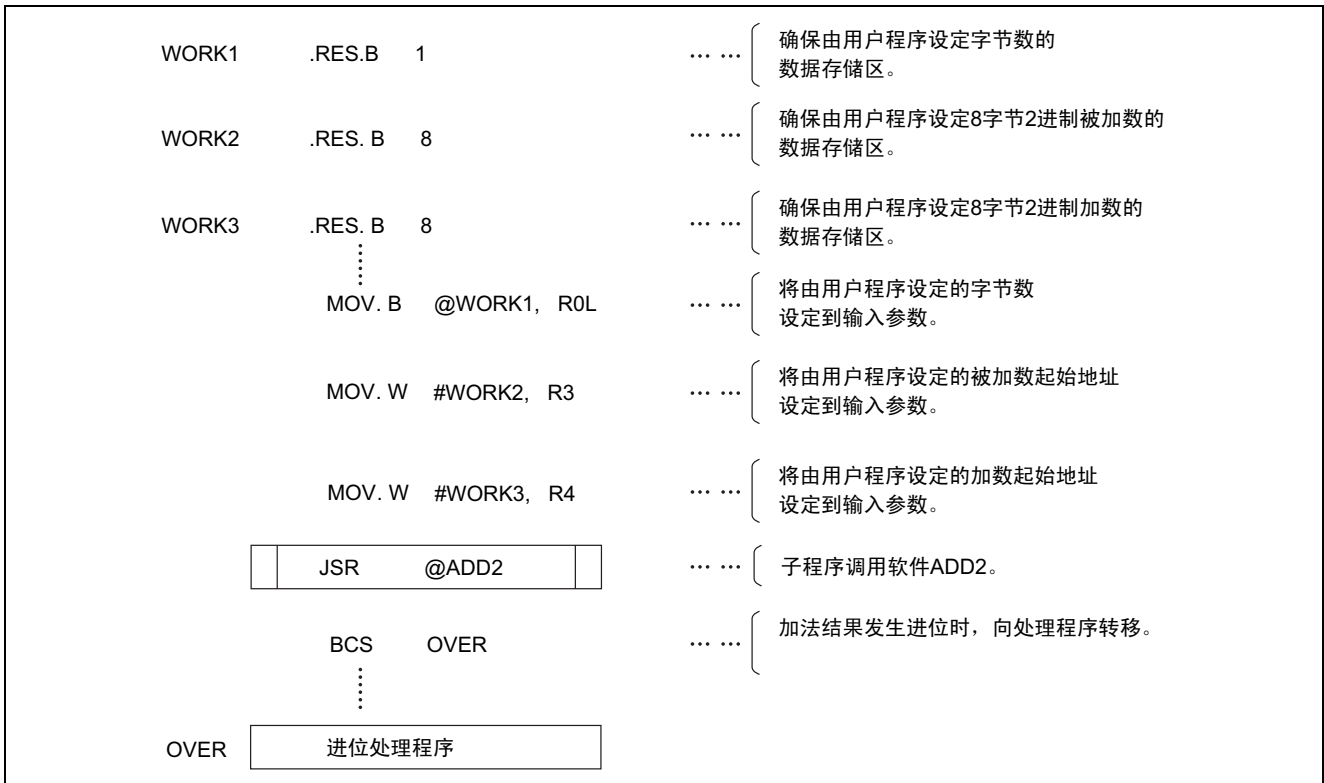 WORK1 .RES.B 1 … … 确保由用户程序设定字节数的
数据存储区。
WORK2 .RES. B 8 … … 确保由用户程序设定8字节2进制被加数的
数据存储区。
WORK3 .RES. B 8 … … 确保由用户程序设定8字节2进制加数的
数据存储区。
MOV. B @WORK1, R0L … … 将由用户程序设定的字节数
设定到输入参数。
MOV. W #WORK2, R3 … … 将由用户程序设定的被加数起始地址
设定到输入参数。
MOV. W #WORK3, R4 … … 将由用户程序设定的加数起始地址
设定到输入参数。
JSR @ADD2 … … 子程序调用软件ADD2。
BCS OVER … … 加法结果发生进位时，向处理程序转移。
OVER 进位处理程序